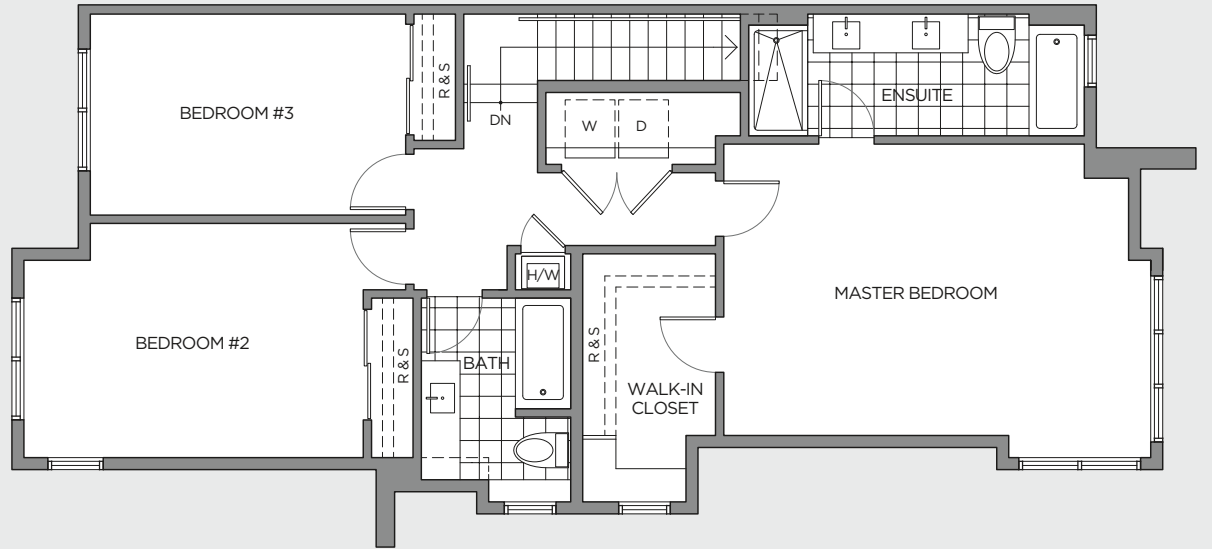 BEDROOM #3
R & S
DN
W
D
ENSUITE
H/W
MASTER BEDROOM
BEDROOM #2
R & S
BATH
R & S
WALK-IN
CLOSET